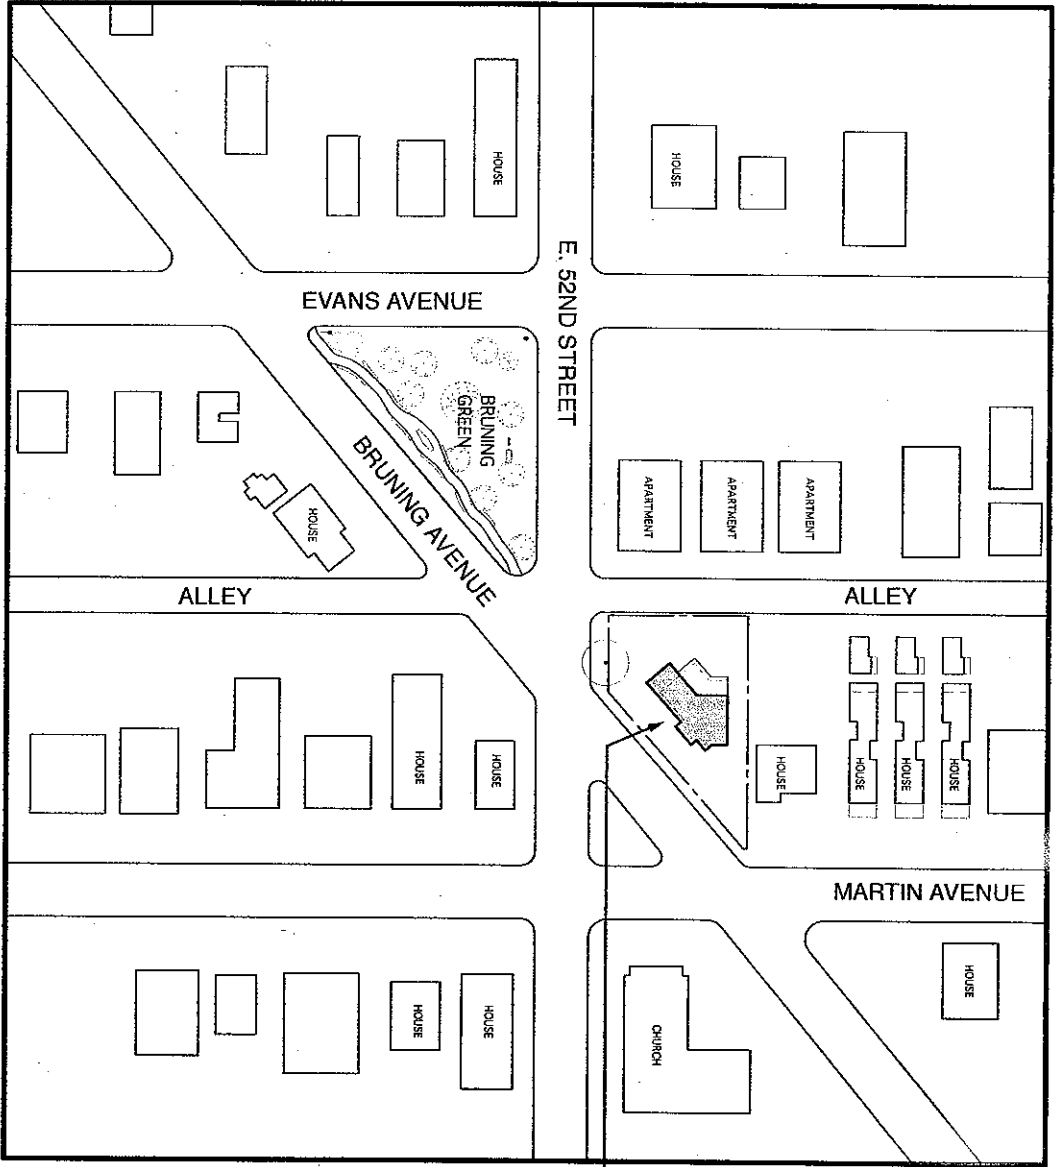 HOUSE
HOUSE
E. 52ND STREET
EVANS AVENUE
BRUNING
GREEN
BRUNING AVENUE
APARTMENT
APARTMENT
APARTMENT
HOUSE
ALLEY
ALLEY
HOUSE
HOUSE
HOUSE
HOUSE
HOUSE
HOUSE
MARTIN AVENUE
HOUSE
HOUSE
HOUSE
CHURCH